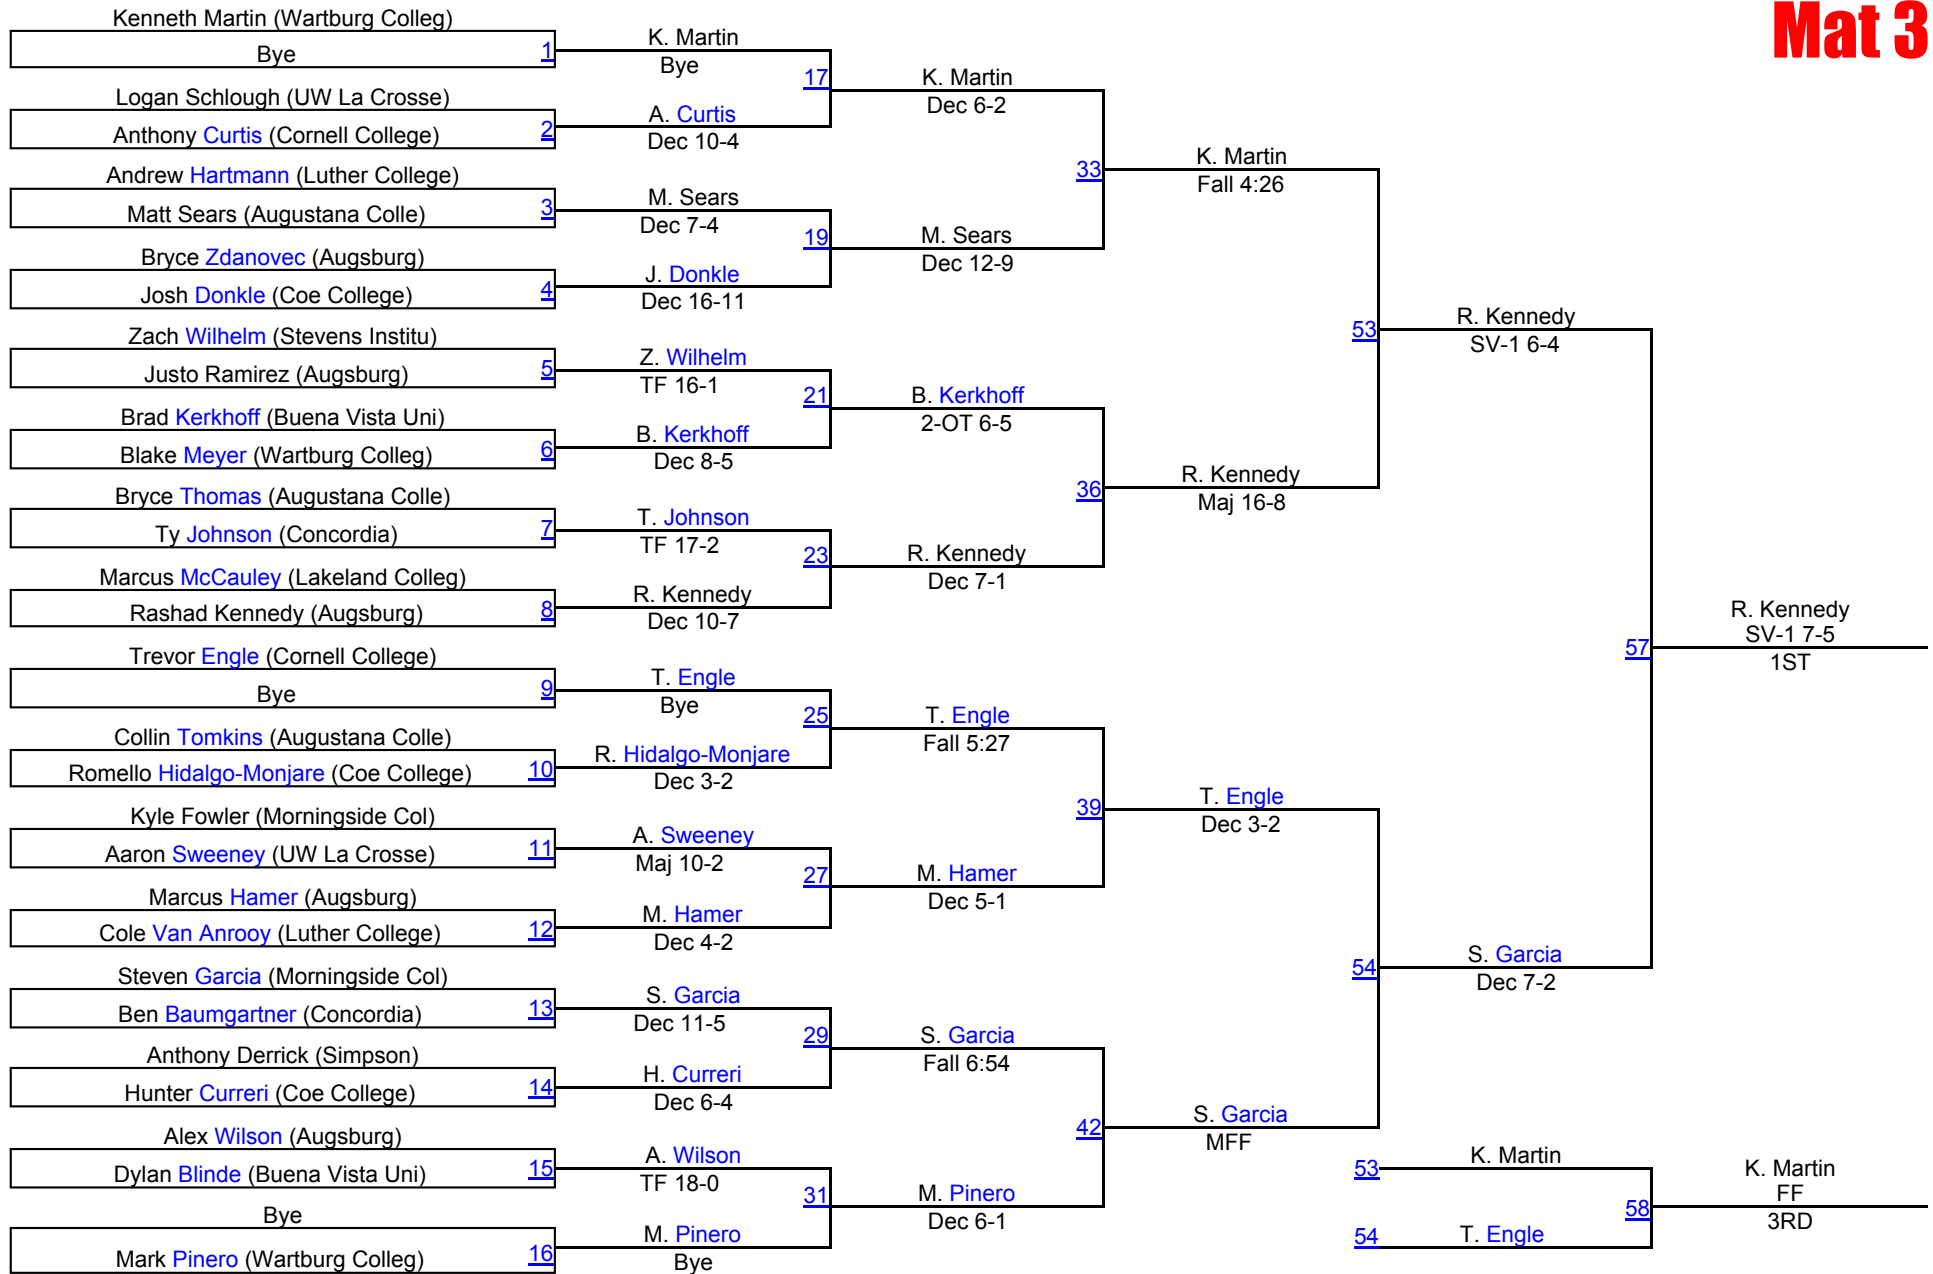 Mat 3
Kenneth Martin (Wartburg Colleg)
Bye
1
Logan Schlough (UW La Crosse)
Anthony Curtis (Cornell College)
2
Andrew Hartmann (Luther College)
Matt Sears (Augustana Colle)
3
Bryce Zdanovec (Augsburg)
Josh Donkle (Coe College)
4
Zach Wilhelm (Stevens Institu)
Justo Ramirez (Augsburg)
5
Brad Kerkhoff (Buena Vista Uni)
Blake Meyer (Wartburg Colleg)
6
Bryce Thomas (Augustana Colle)
Ty Johnson (Concordia)
7
Marcus McCauley (Lakeland Colleg)
Rashad Kennedy (Augsburg)
8
Trevor Engle (Cornell College)
Bye
9
Collin Tomkins (Augustana Colle)
Romello Hidalgo-Monjare (Coe College)
10
Kyle Fowler (Morningside Col)
Aaron Sweeney (UW La Crosse)
11
Marcus Hamer (Augsburg)
Cole Van Anrooy (Luther College)
12
Steven Garcia (Morningside Col)
Ben Baumgartner (Concordia)
13
Anthony Derrick (Simpson)
Hunter Curreri (Coe College)
14
Alex Wilson (Augsburg)
Dylan Blinde (Buena Vista Uni)
15
Bye
Mark Pinero (Wartburg Colleg)
16
K. Martin
Bye
17
A. Curtis
Dec 10-4
M. Sears
Dec 7-4
19
J. Donkle
Dec 16-11
Z. Wilhelm
TF 16-1
21
B. Kerkhoff
Dec 8-5
T. Johnson
TF 17-2
23
R. Kennedy
Dec 10-7
T. Engle
Bye
25
R. Hidalgo-Monjare
Dec 3-2
A. Sweeney
Maj 10-2
27
M. Hamer
Dec 4-2
S. Garcia
Dec 11-5
29
H. Curreri
Dec 6-4
A. Wilson
TF 18-0
31
M. Pinero
Bye
K. Martin
Dec 6-2
33
M. Sears
Dec 12-9
B. Kerkhoff
2-OT 6-5
36
R. Kennedy
Dec 7-1
T. Engle
Fall 5:27
39
M. Hamer
Dec 5-1
S. Garcia
Fall 6:54
42
M. Pinero
Dec 6-1
K. Martin
Fall 4:26
53
R. Kennedy
Maj 16-8
T. Engle
Dec 3-2
54
S. Garcia
MFF
R. Kennedy
SV-1 6-4
57
S. Garcia
Dec 7-2
R. Kennedy
SV-1 7-5
1ST
53
K. Martin
58
54
T. Engle
K. Martin
FF
3RD